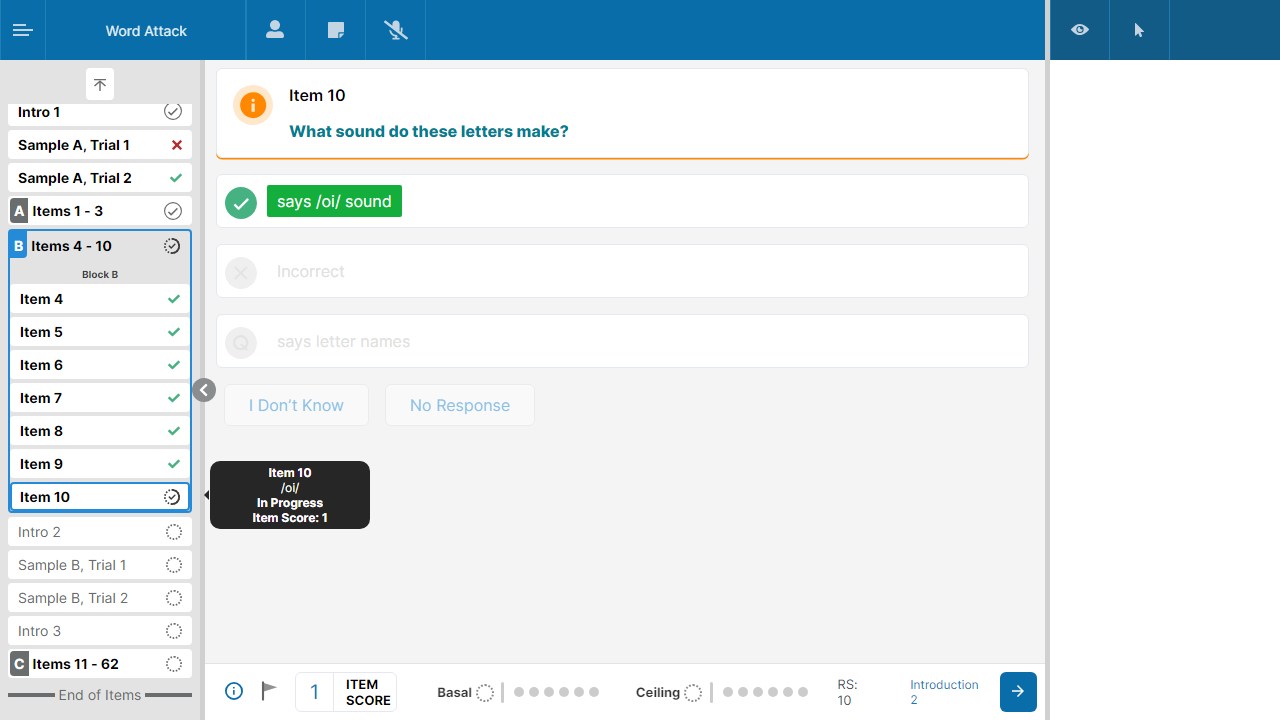 Word Attack
Intro 1
Sample A, Trial 1
Sample A, Trial 2
A Items 1 - 3
B Items 4 - 10
Block B
Item 4
Item 5
Item 6
Item 7
Item 8
Item 9
Item 10
Intro 2
Sample B, Trial 1
Sample B, Trial 2
Intro 3
C Items 11 - 62
End of Items
Item 10
What sound do these letters make?
says /oi/ sound
Incorrect
Q says letter names
I Don't Know
No Response
Item 10
/oi/
In Progress
Item Score: 1
1 ITEM
SCORE
Basal
Ceiling
RS:
10
Introduction
2